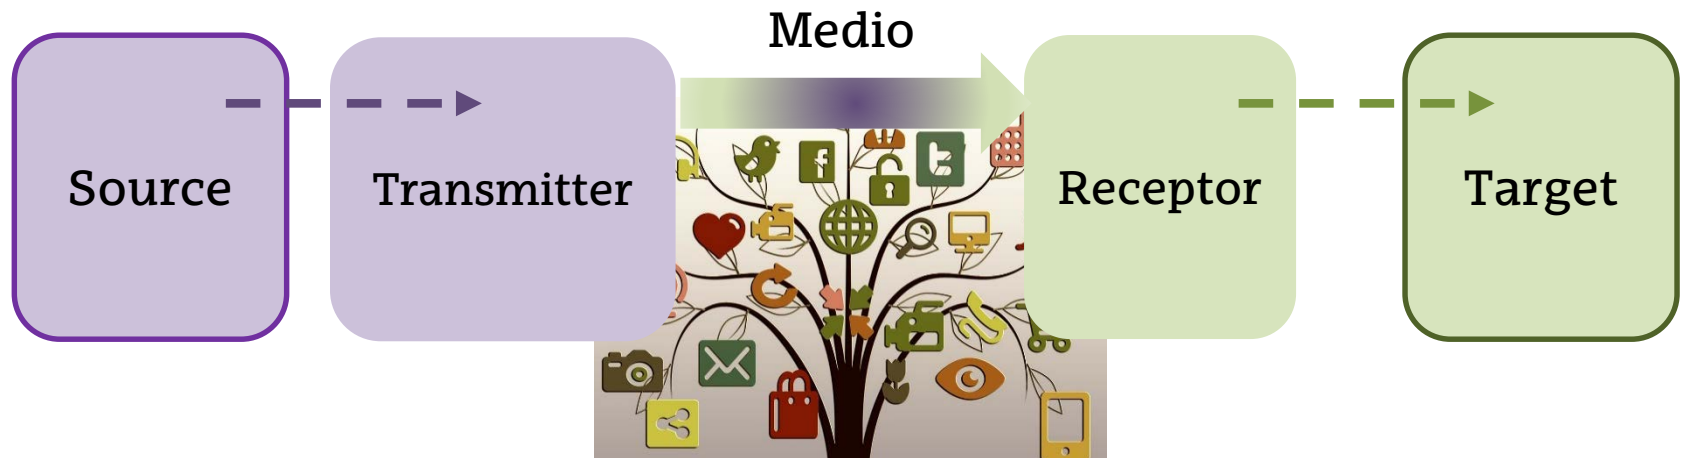 Medio
Source
Transmitter
Receptor
Target